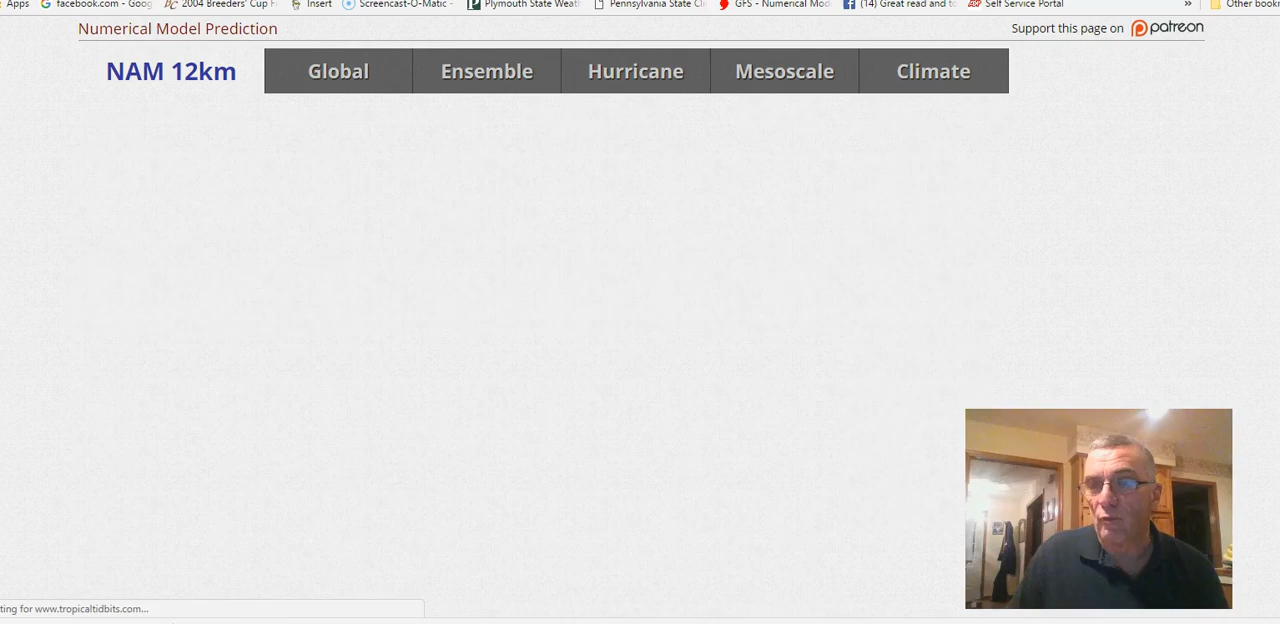 Apps facebook.com - Goog 2004 Breeders' Cup F Insert Screencast-O-Matic - Plymouth State Weath Pennsylvania State Cli GFS - Numerical Mod (14) Great read and to Self Service Portal » Other bookm
Numerical Model Prediction Support this page on patreon
NAM 12km Global Ensemble Hurricane Mesoscale Climate
ting for www.tropicaltidbits.com...